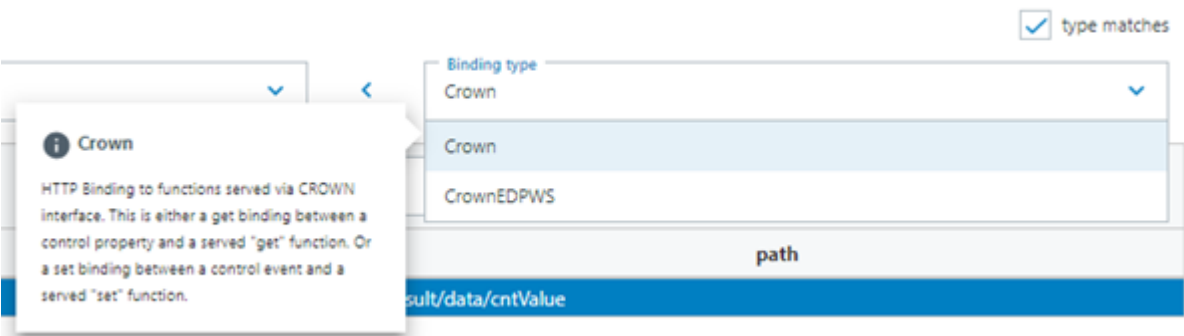 type matches
Binding type
Crown
Crown
HTTP Binding to functions served via CROWN
interface. This is either a get binding between a
control property and a served "get" function. Or
a set binding between a control event and a
served "set" function.
Crown
CrownEDPWS
path
sult/data/cntValue